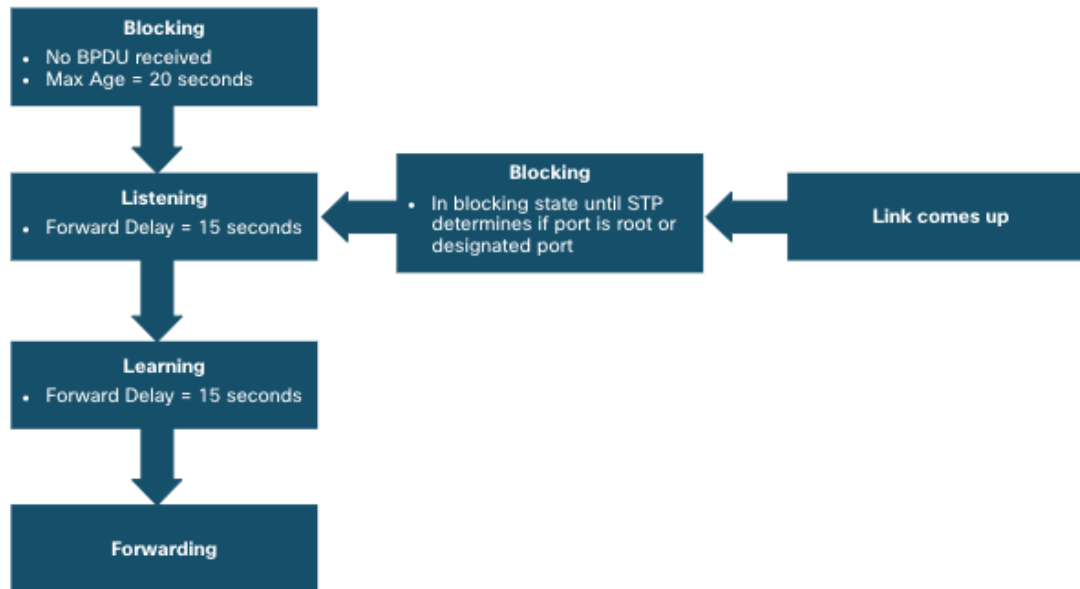 Blocking
• No BPDU received
• Max Age = 20 seconds
Listening
• Forward Delay = 15 seconds
Blocking
• In blocking state until STP
determines if port is root or
designated port
Link comes up
Learning
• Forward Delay = 15 seconds
Forwarding